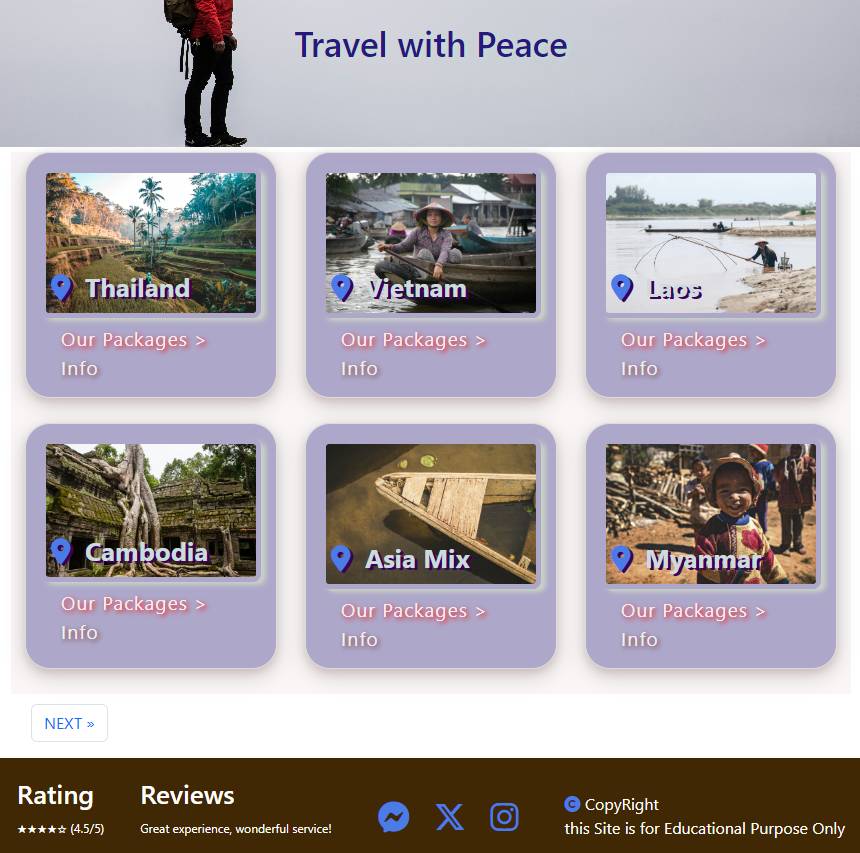 Travel with Peace
Thailand
Our Packages >
Info
Vietnam
Our Packages >
Info
Laos
Our Packages >
Info
Cambodia
Our Packages >
Info
Asia Mix
Our Packages >
Info
Myanmar
Our Packages >
Info
NEXT »
Rating
★★★★☆ (4.5/5)
Reviews
Great experience, wonderful service!
© CopyRight
this Site is for Educational Purpose Only